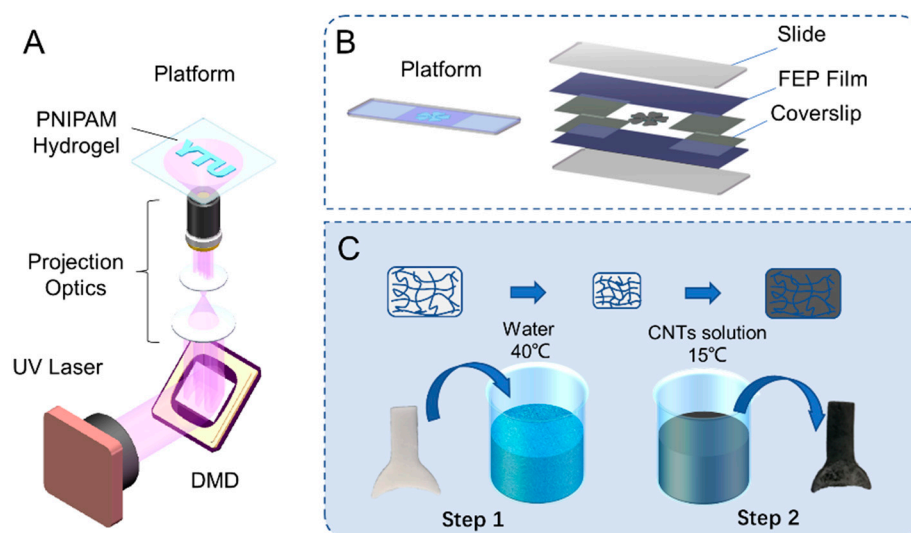 A
Platform
PNIPAM
Hydrogel
YTU
Projection
Optics
UV Laser
DMD
B
Platform
Slide
FEP Film
Coverslip
C
Water
40℃
CNTs solution
15℃
Step 1
Step 2